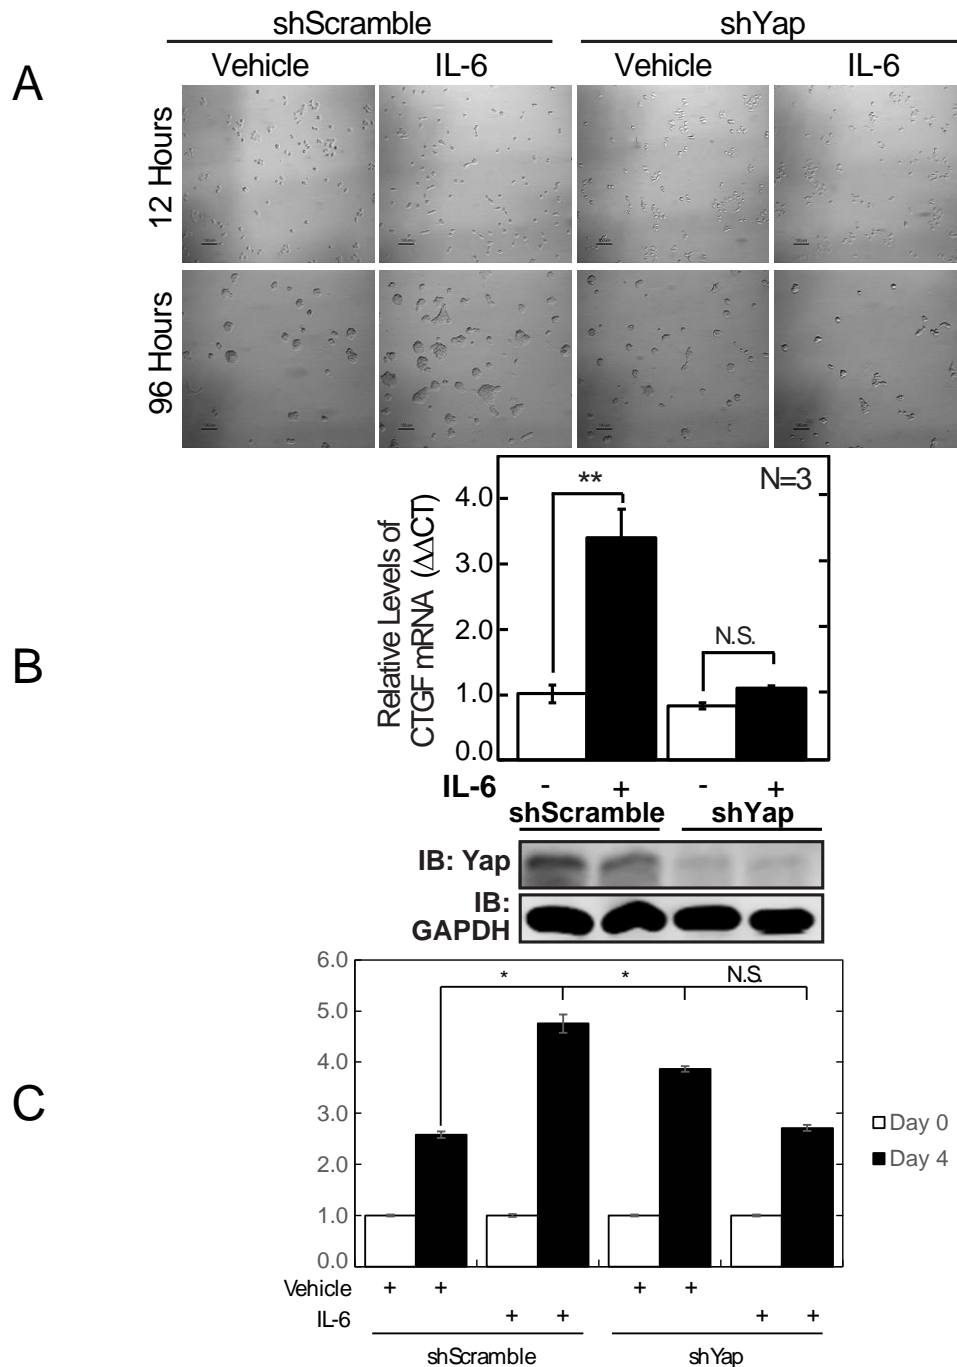 shScramble shYap
Vehicle IL-6 Vehicle IL-6
A
12 Hours
96 Hours
B
Relative Levels of
CTGF mRNA (ΔΔCT)
4.0
3.0
2.0
1.0
0.0
** N=3
N.S.
IL-6 - + - +
shScramble shYap
IB: Yap
IB:
GAPDH
C
6.0
5.0
4.0
3.0
2.0
1.0
0.0
* * N.S.
Day 0
Day 4
Vehicle + + + +
IL-6 + + + +
shScramble shYap